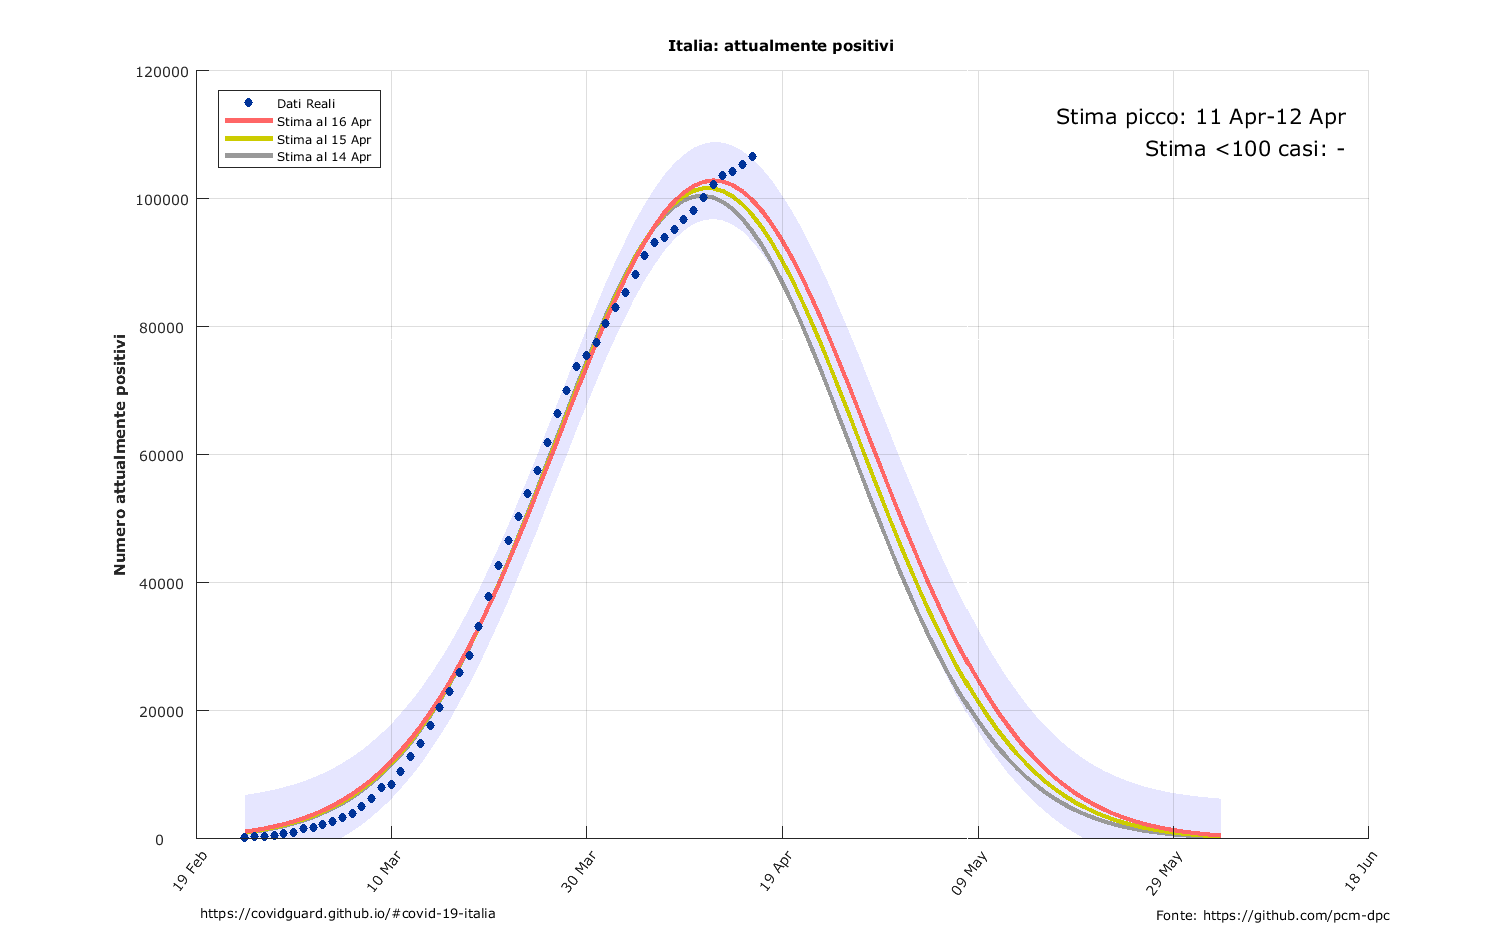 Italia: attualmente positivi
120000
100000
80000
60000
40000
20000
0
Numero attualmente positivi
Dati Reali
Stima al 16 Apr
Stima al 15 Apr
Stima al 14 Apr
Stima picco: 11 Apr-12 Apr
Stima <100 casi: -
19 Feb
10 Mar
30 Mar
19 Apr
09 May
29 May
18 Jun
https://covidguard.github.io/#covid-19-italia
Fonte: https://github.com/pcm-dpc